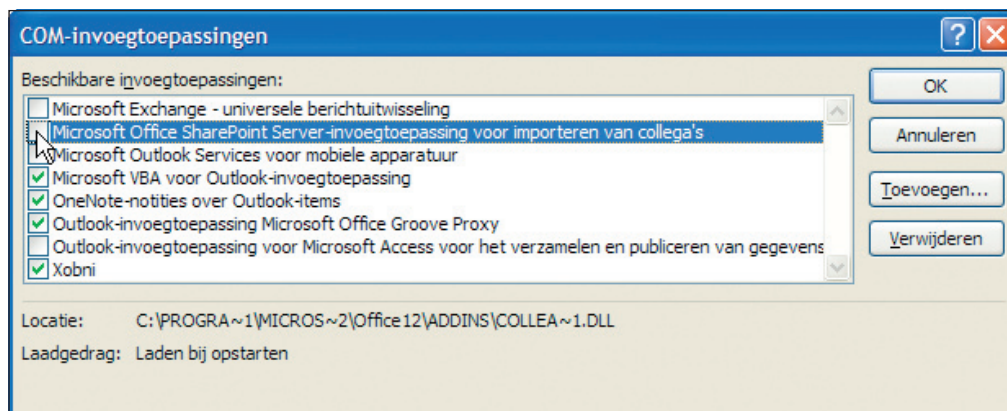 COM-invoegtoepassingen
Beschikbare invoegtoepassingen:
Microsoft Exchange - universele berichtuitwisseling
Microsoft Office SharePoint Server-invoegtoepassing voor importeren van collega's
Microsoft Outlook Services voor mobiele apparatuur
Microsoft VBA voor Outlook-invoegtoepassing
OneNote-notities over Outlook-items
Outlook-invoegtoepassing Microsoft Office Groove Proxy
Outlook-invoegtoepassing voor Microsoft Access voor het verzamelen en publiceren van gegevens
Xobni
OK
Annuleren
Toevoegen...
Verwijderen
Locatie: C:\PROGRA~1\MICROS~2\Office12\ADDINS\COLLEA~1.DLL
Laadgedrag: Laden bij opstarten